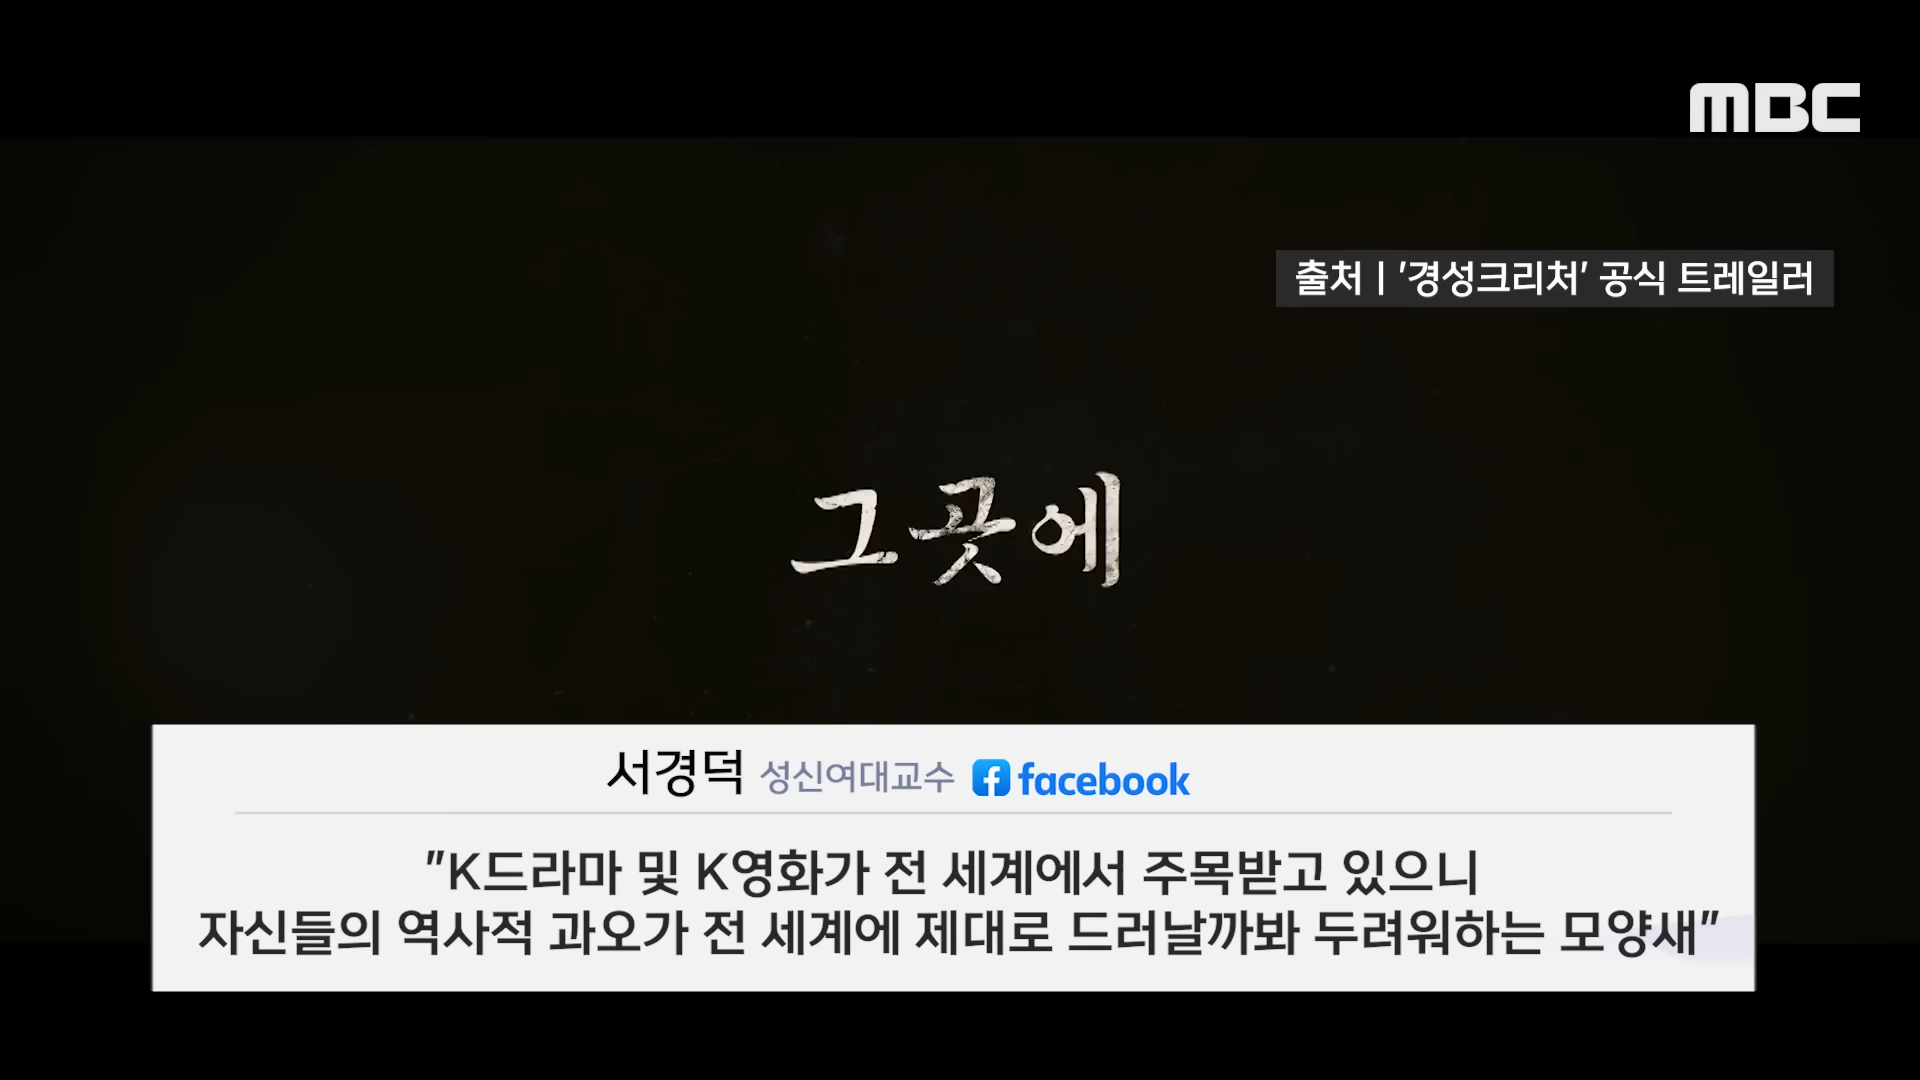 MBC
출처 | '경성크리처' 공식 트레일러
그곳에
서경덕 성신여대교수 facebook
"K드라마 및 K영화가 전 세계에서 주목받고 있으니
자신들의 역사적 과오가 전 세계에 제대로 드러날까봐 두려워하는 모양새"